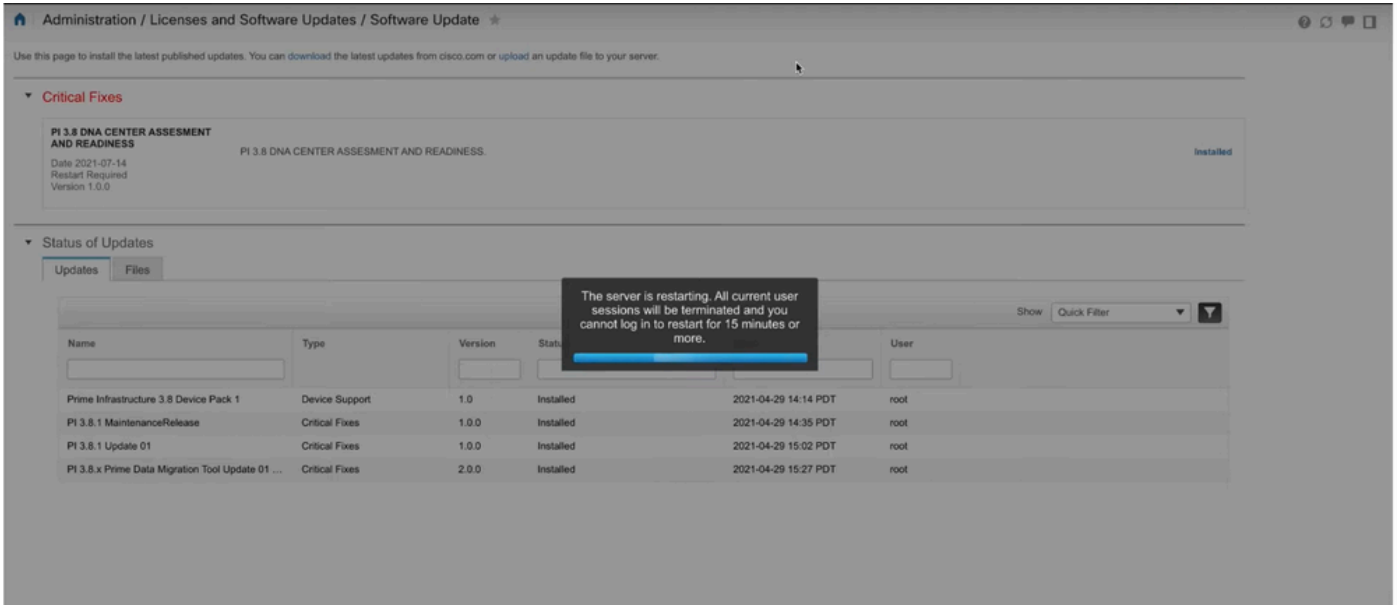 Administration / Licenses and Software Updates / Software Update
Use this page to install the latest published updates. You can download the latest updates from cisco.com or upload an update file to your server.
Critical Fixes
PI 3.8 DNA CENTER ASSESMENT
AND READINESS
Date 2021-07-14
Restart Required
Version 1.0.0
PI 3.8 DNA CENTER ASSESMENT AND READINESS.
Installed
Status of Updates
Updates Files
The server is restarting. All current user
sessions will be terminated and you
cannot log in to restart for 15 minutes or
more.
Show Quick Filter
Name Type Version Statu User
Prime Infrastructure 3.8 Device Pack 1 Device Support 1.0 Installed 2021-04-29 14:14 PDT root
PI 3.8.1 MaintenanceRelease Critical Fixes 1.0.0 Installed 2021-04-29 14:35 PDT root
PI 3.8.1 Update 01 Critical Fixes 1.0.0 Installed 2021-04-29 15:02 PDT root
PI 3.8.x Prime Data Migration Tool Update 01 ... Critical Fixes 2.0.0 Installed 2021-04-29 15:27 PDT root